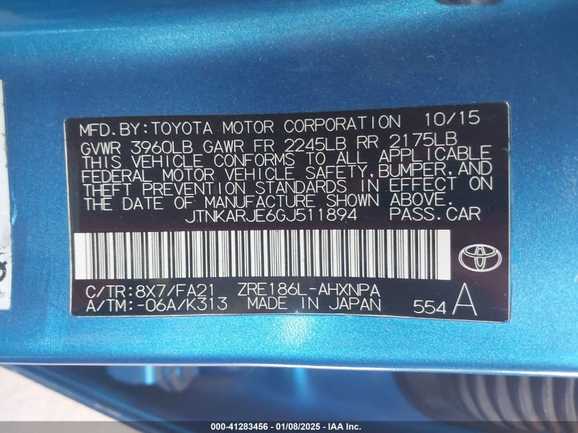 MFD.BY:TOYOTA MOTOR CORPORATION 10/15
GVWR 3960LB GAWR FR 2245LB RR 2175LB
THIS VEHICLE CONFORMS TO ALL APPLICABLE
FEDERAL MOTOR VEHICLE SAFETY,BUMPER,AND
THEFT PREVENTION STANDARDS IN EFFECT ON
THE DATE OF MANUFACTURE SHOWN ABOVE.
JTNKARJE6GJ511894 PASS.CAR
C/TR:8X7/FA21 ZRE186L-AHXNPA
A/TM:-06A/K313 MADE IN JAPAN 554 A
000-41283456 - 01/08/2025 - IAA Inc.